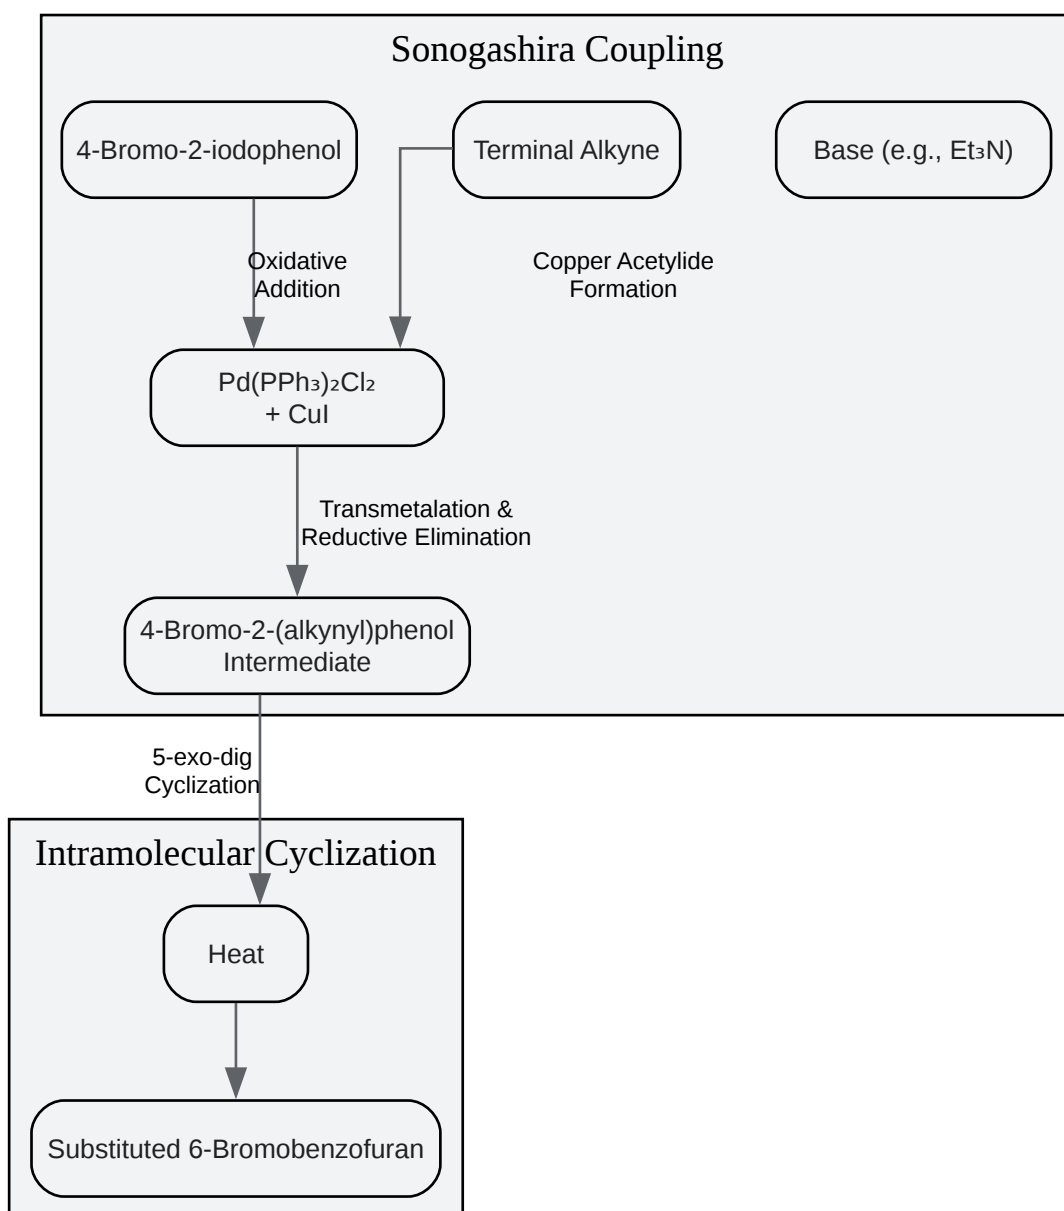 Sonogashira Coupling
4-Bromo-2-iodophenol
Terminal Alkyne
Base (e.g., Et₃N)
Oxidative
Addition
Copper Acetylide
Formation
Pd(PPh₃)₂Cl₂
+ CuI
Transmetalation &
Reductive Elimination
4-Bromo-2-(alkynyl)phenol
Intermediate
5-exo-dig
Cyclization
Intramolecular Cyclization
Heat
Substituted 6-Bromobenzofuran